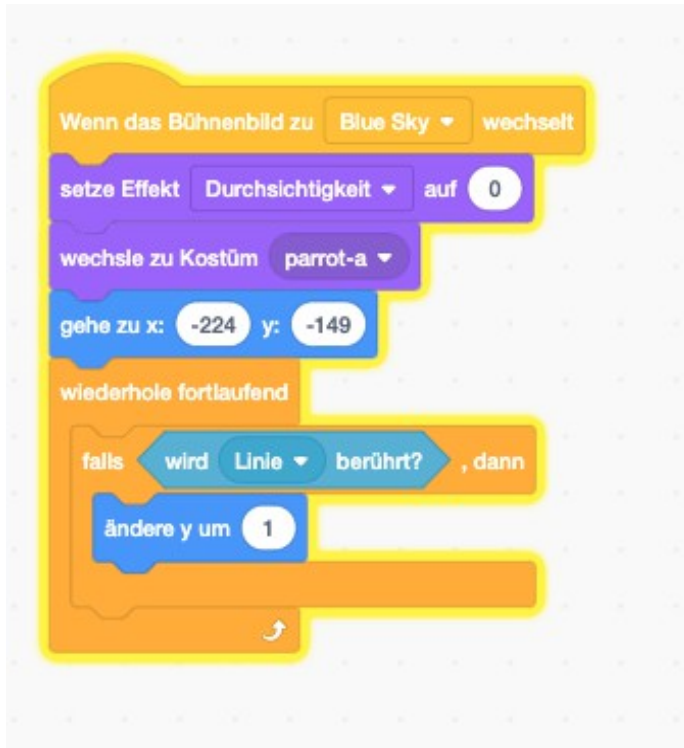 Wenn das Bühnenbild zu Blue Sky wechselt
setze Effekt Durchsichtigkeit auf 0
wechsle zu Kostüm parrot-a
gehe zu x: -224 y: -149
wiederhole fortlaufend
falls wird Linie berührt? , dann
ändere y um 1